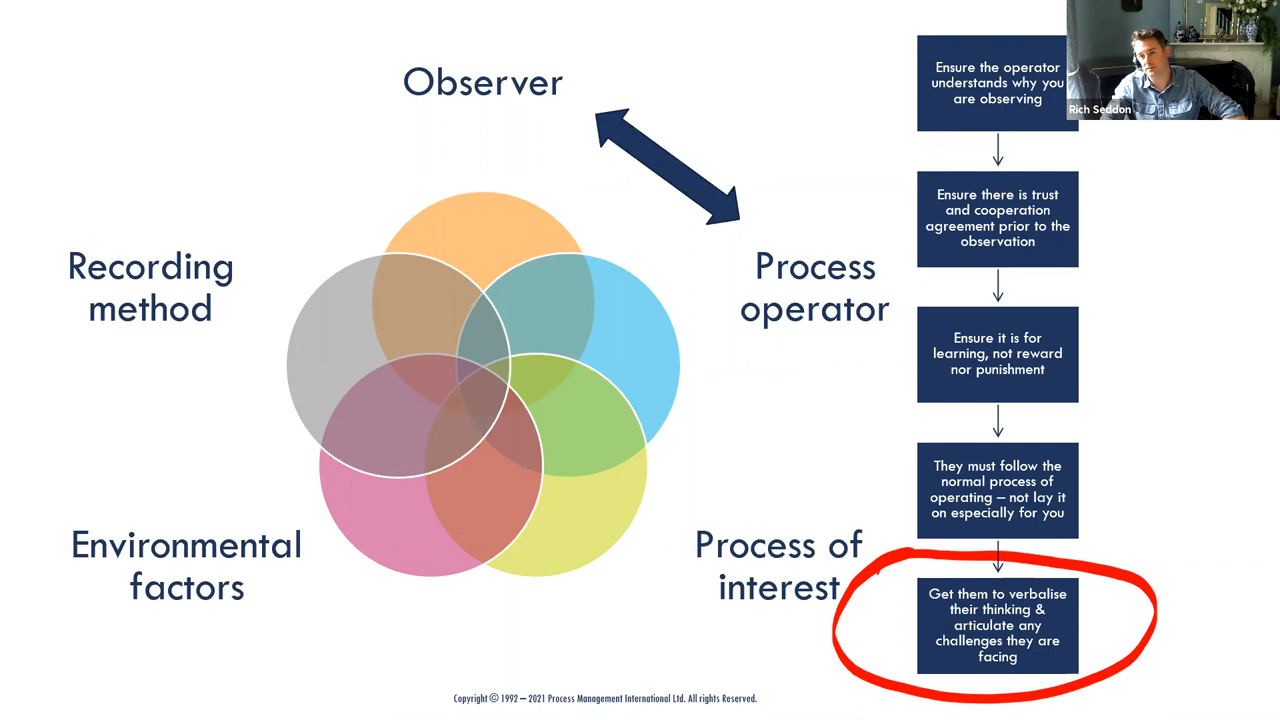 Observer
Recording
method
Process
operator
Environmental
factors
Process of
interest
Ensure the operator
understands why you
are observing
Ensure there is trust
and cooperation
agreement prior to the
observation
Ensure it is for
learning, not reward
nor punishment
They must follow the
normal process of
operating – not lay it
on especially for you
Get them to verbalise
their thinking &
articulate any
challenges they are
facing
Rich Seddon
Copyright © 1992 – 2021 Process Management International Ltd. All rights Reserved.